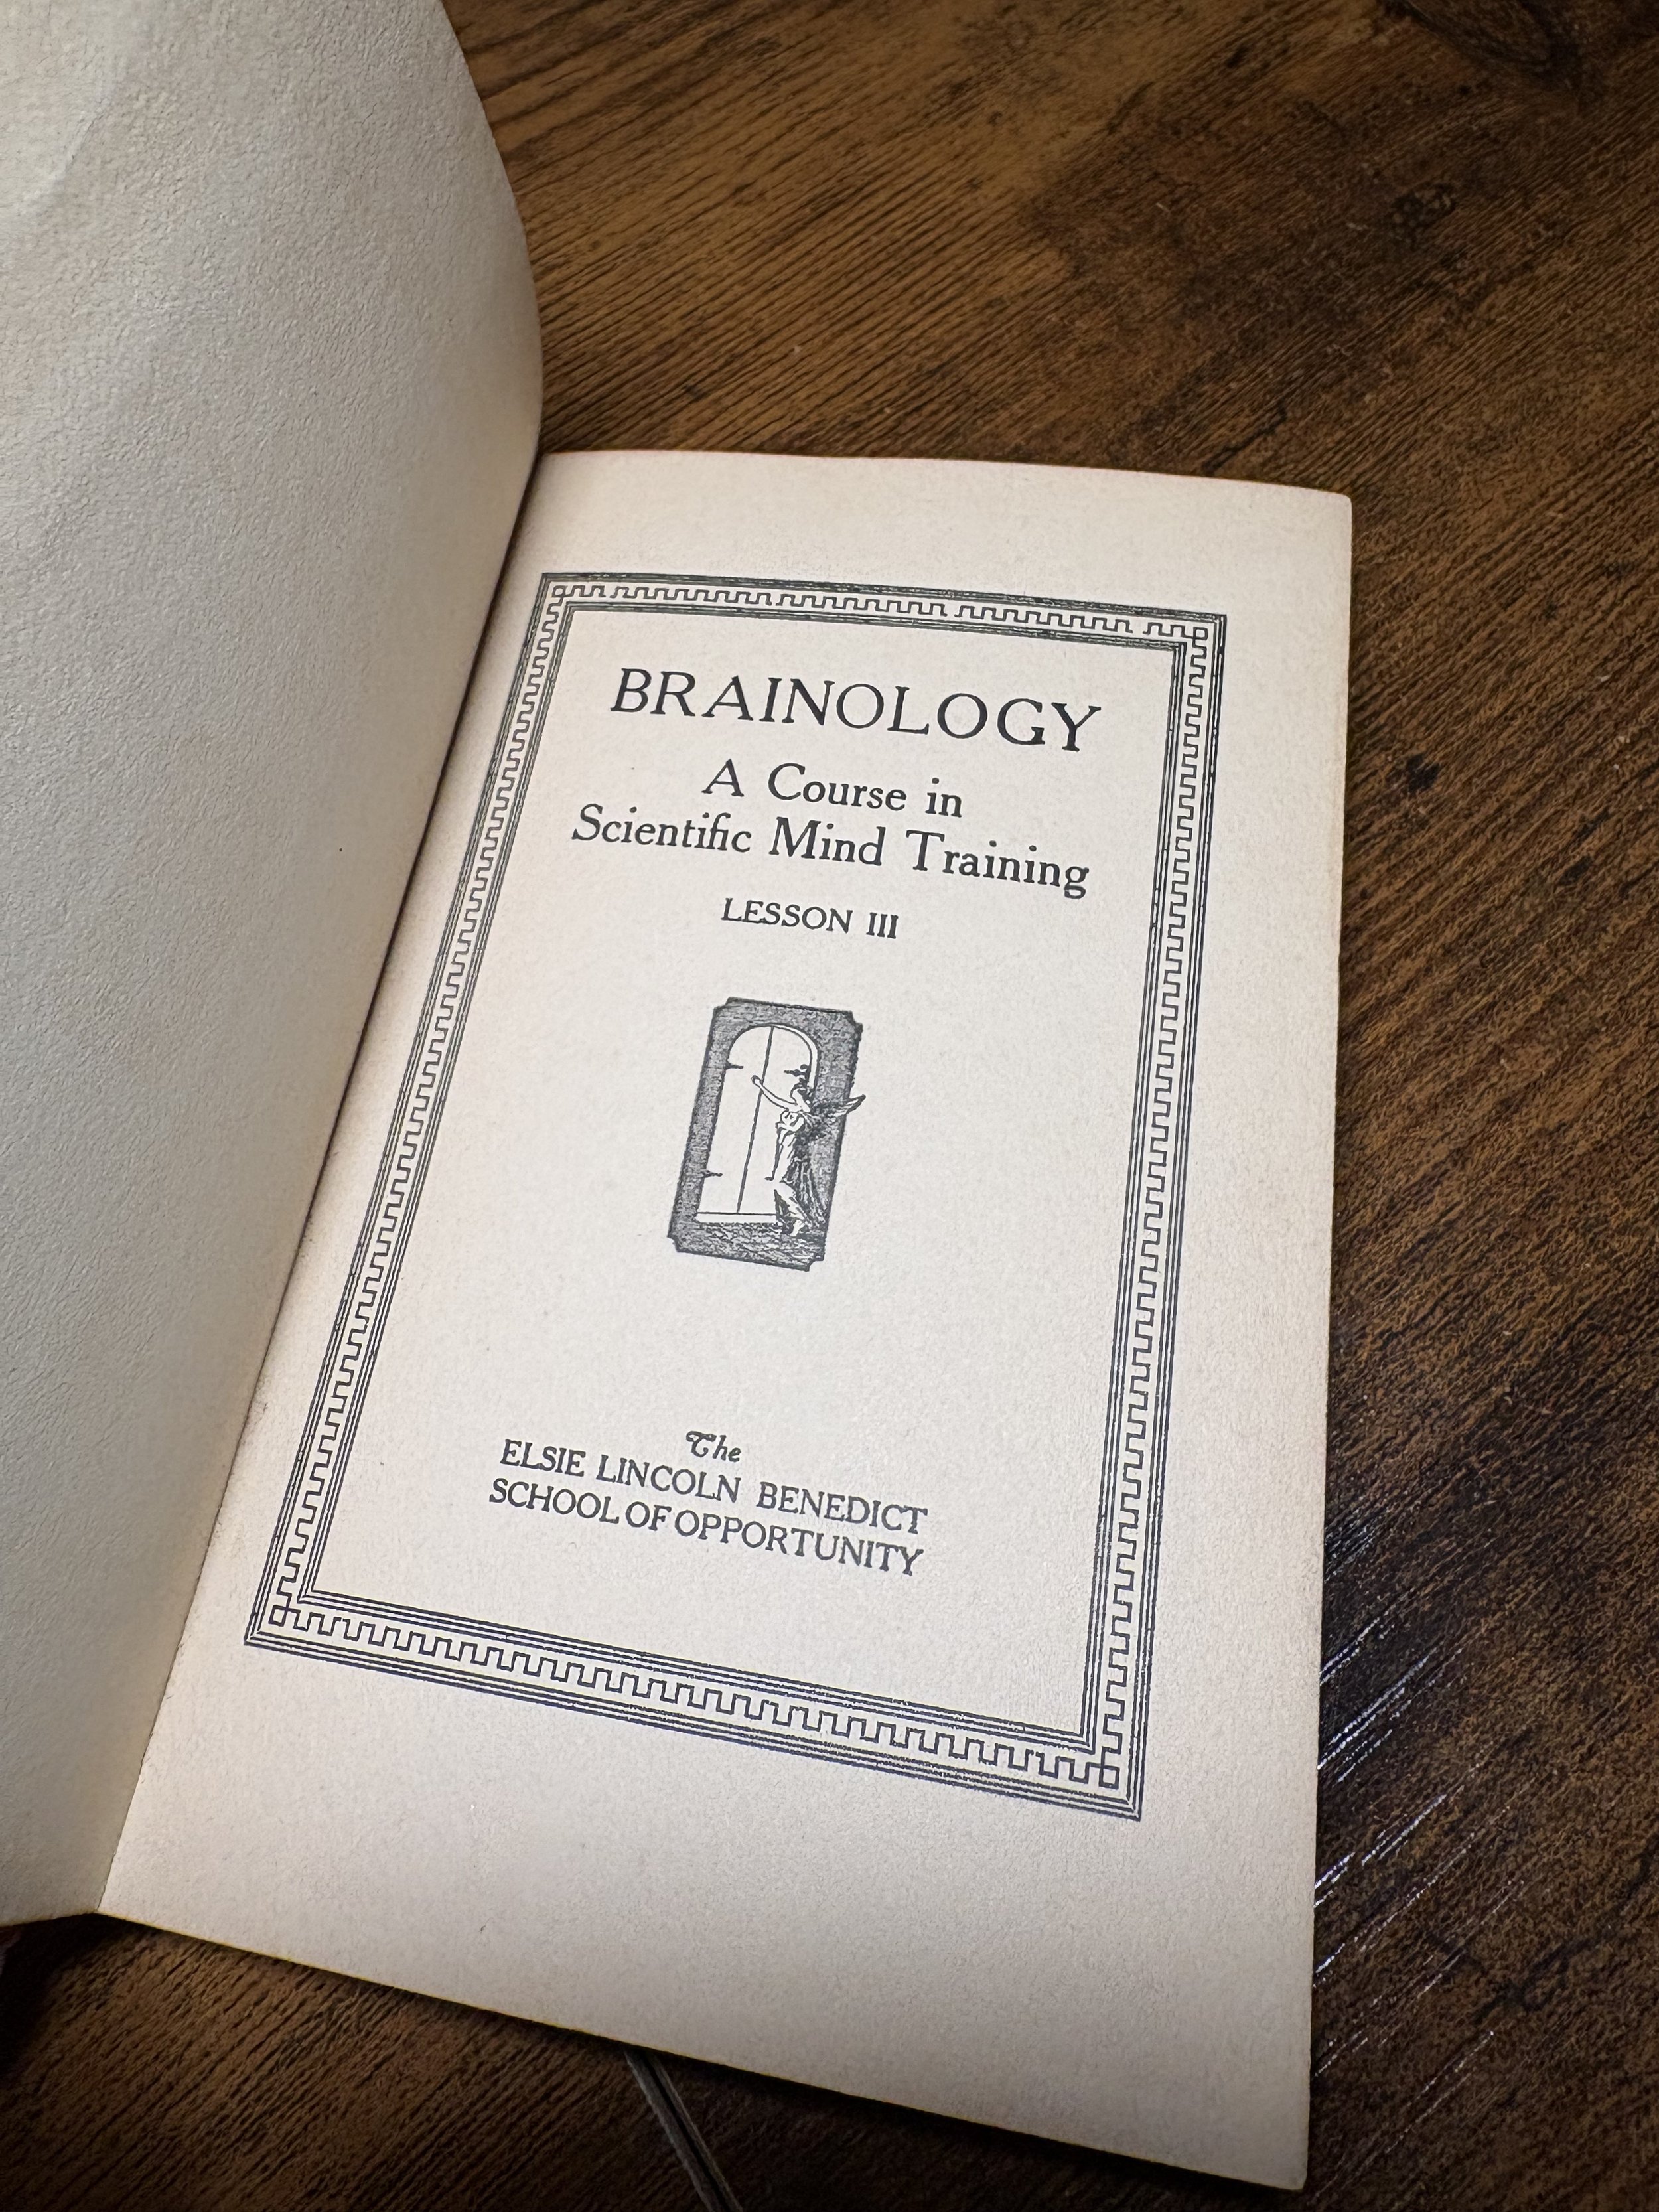 BRAINOLOGY
A Course in
Scientific Mind Training
LESSON III
The
ELSIE LINCOLN BENEDICT
SCHOOL OF OPPORTUNITY